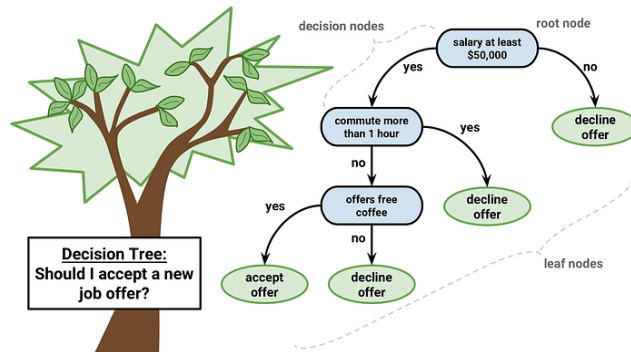 decision nodes
root node
salary at least
$50,000
yes
no
commute more
than 1 hour
decline
offer
yes
no
offers free
coffee
decline
offer
yes
no
leaf nodes
accept
offer
decline
offer
Decision Tree:
Should I accept a new
job offer?